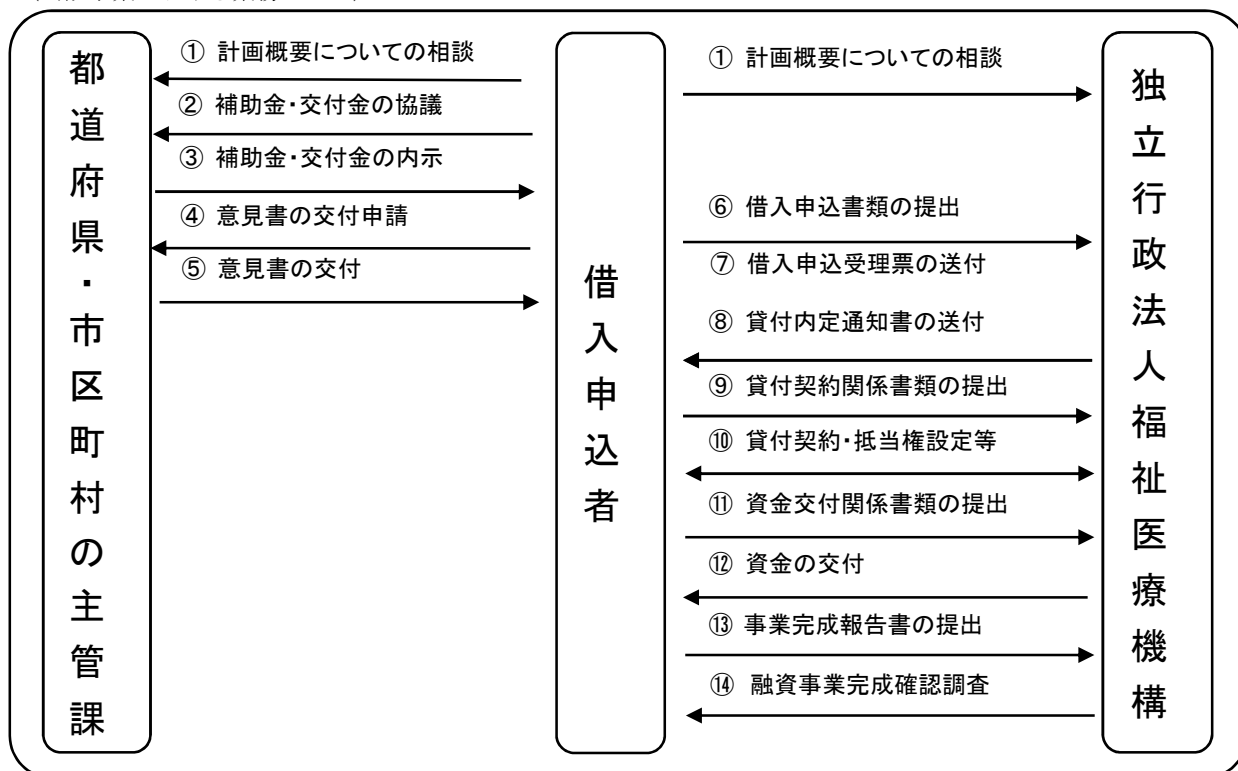 都道府県・市区町村の主管課
① 計画概要についての相談
② 補助金・交付金の協議
③ 補助金・交付金の内示
④ 意見書の交付申請
⑤ 意見書の交付
借入申込者
① 計画概要についての相談
⑥ 借入申込書類の提出
⑦ 借入申込受理票の送付
⑧ 貸付内定通知書の送付
⑨ 貸付契約関係書類の提出
⑩ 貸付契約・抵当権設定等
⑪ 資金交付関係書類の提出
⑫ 資金の交付
⑬ 事業完成報告書の提出
⑭ 融資事業完成確認調査
独立行政法人福祉医療機構